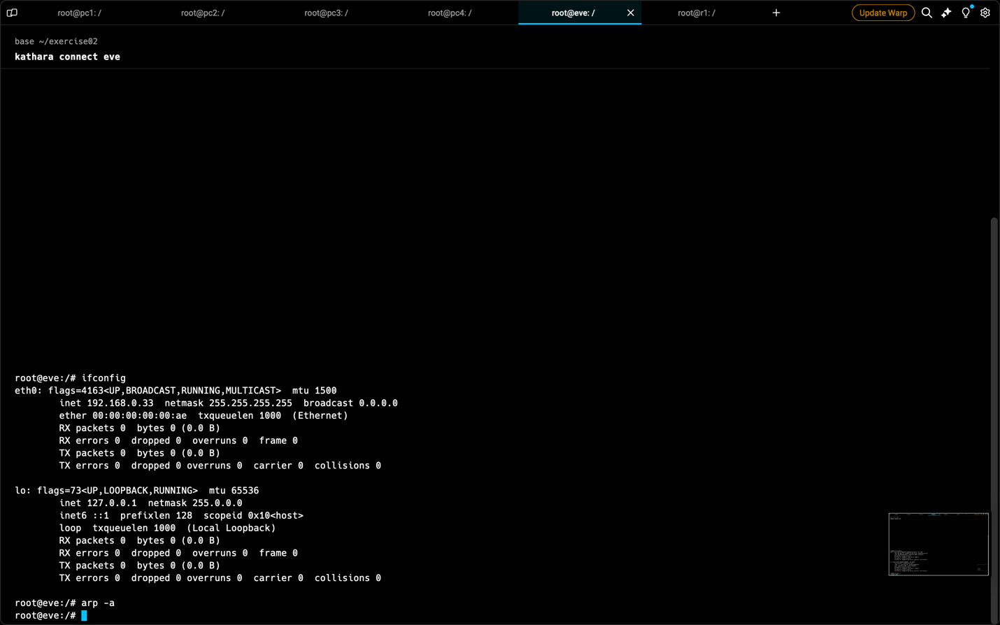 root@pc1: /
root@pc2: /
root@pc3: /
root@pc4: /
root@eve: /
root@r1: /
Update Warp
base ~/exercise02
kathara connect eve
root@eve:/# ifconfig
eth0: flags=4163<UP,BROADCAST,RUNNING,MULTICAST>  mtu 1500
        inet 192.168.0.33  netmask 255.255.255.255  broadcast 0.0.0.0
        ether 00:00:00:00:00:ae  txqueuelen 1000  (Ethernet)
        RX packets 0  bytes 0 (0.0 B)
        RX errors 0  dropped 0  overruns 0  frame 0
        TX packets 0  bytes 0 (0.0 B)
        TX errors 0  dropped 0 overruns 0  carrier 0  collisions 0
lo: flags=73<UP,LOOPBACK,RUNNING>  mtu 65536
        inet 127.0.0.1  netmask 255.0.0.0
        inet6 ::1  prefixlen 128  scopeid 0x10<host>
        loop  txqueuelen 1000  (Local Loopback)
        RX packets 0  bytes 0 (0.0 B)
        RX errors 0  dropped 0  overruns 0  frame 0
        TX packets 0  bytes 0 (0.0 B)
        TX errors 0  dropped 0 overruns 0  carrier 0  collisions 0
root@eve:/# arp -a
root@eve:/#